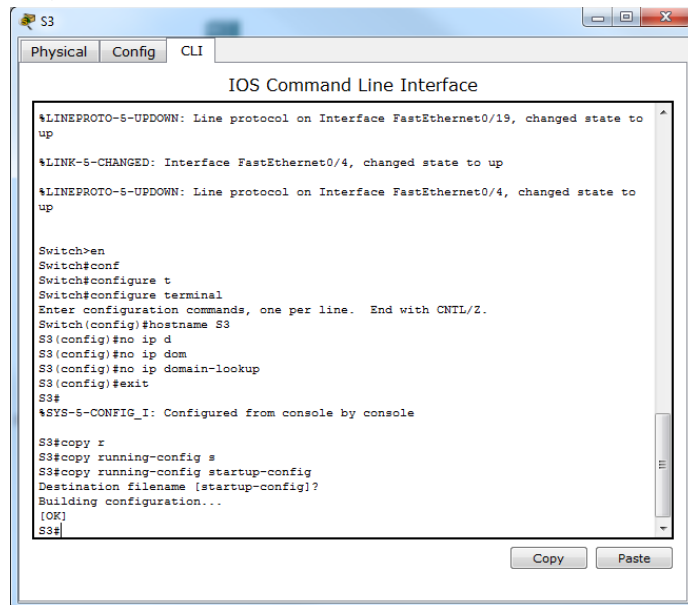 S3
Physical Config CLI
IOS Command Line Interface
%LINEPROTO-5-UPDOWN: Line protocol on Interface FastEthernet0/19, changed state to
up
%LINK-5-CHANGED: Interface FastEthernet0/4, changed state to up
%LINEPROTO-5-UPDOWN: Line protocol on Interface FastEthernet0/4, changed state to
up
Switch>en
Switch#conf
Switch#configure t
Switch#configure terminal
Enter configuration commands, one per line.  End with CNTL/Z.
Switch(config)#hostname S3
S3(config)#no ip d
S3(config)#no ip dom
S3(config)#no ip domain-lookup
S3(config)#exit
S3#
%SYS-5-CONFIG_I: Configured from console by console
S3#copy r
S3#copy running-config s
S3#copy running-config startup-config
Destination filename [startup-config]?
Building configuration...
[OK]
S3#
Copy Paste